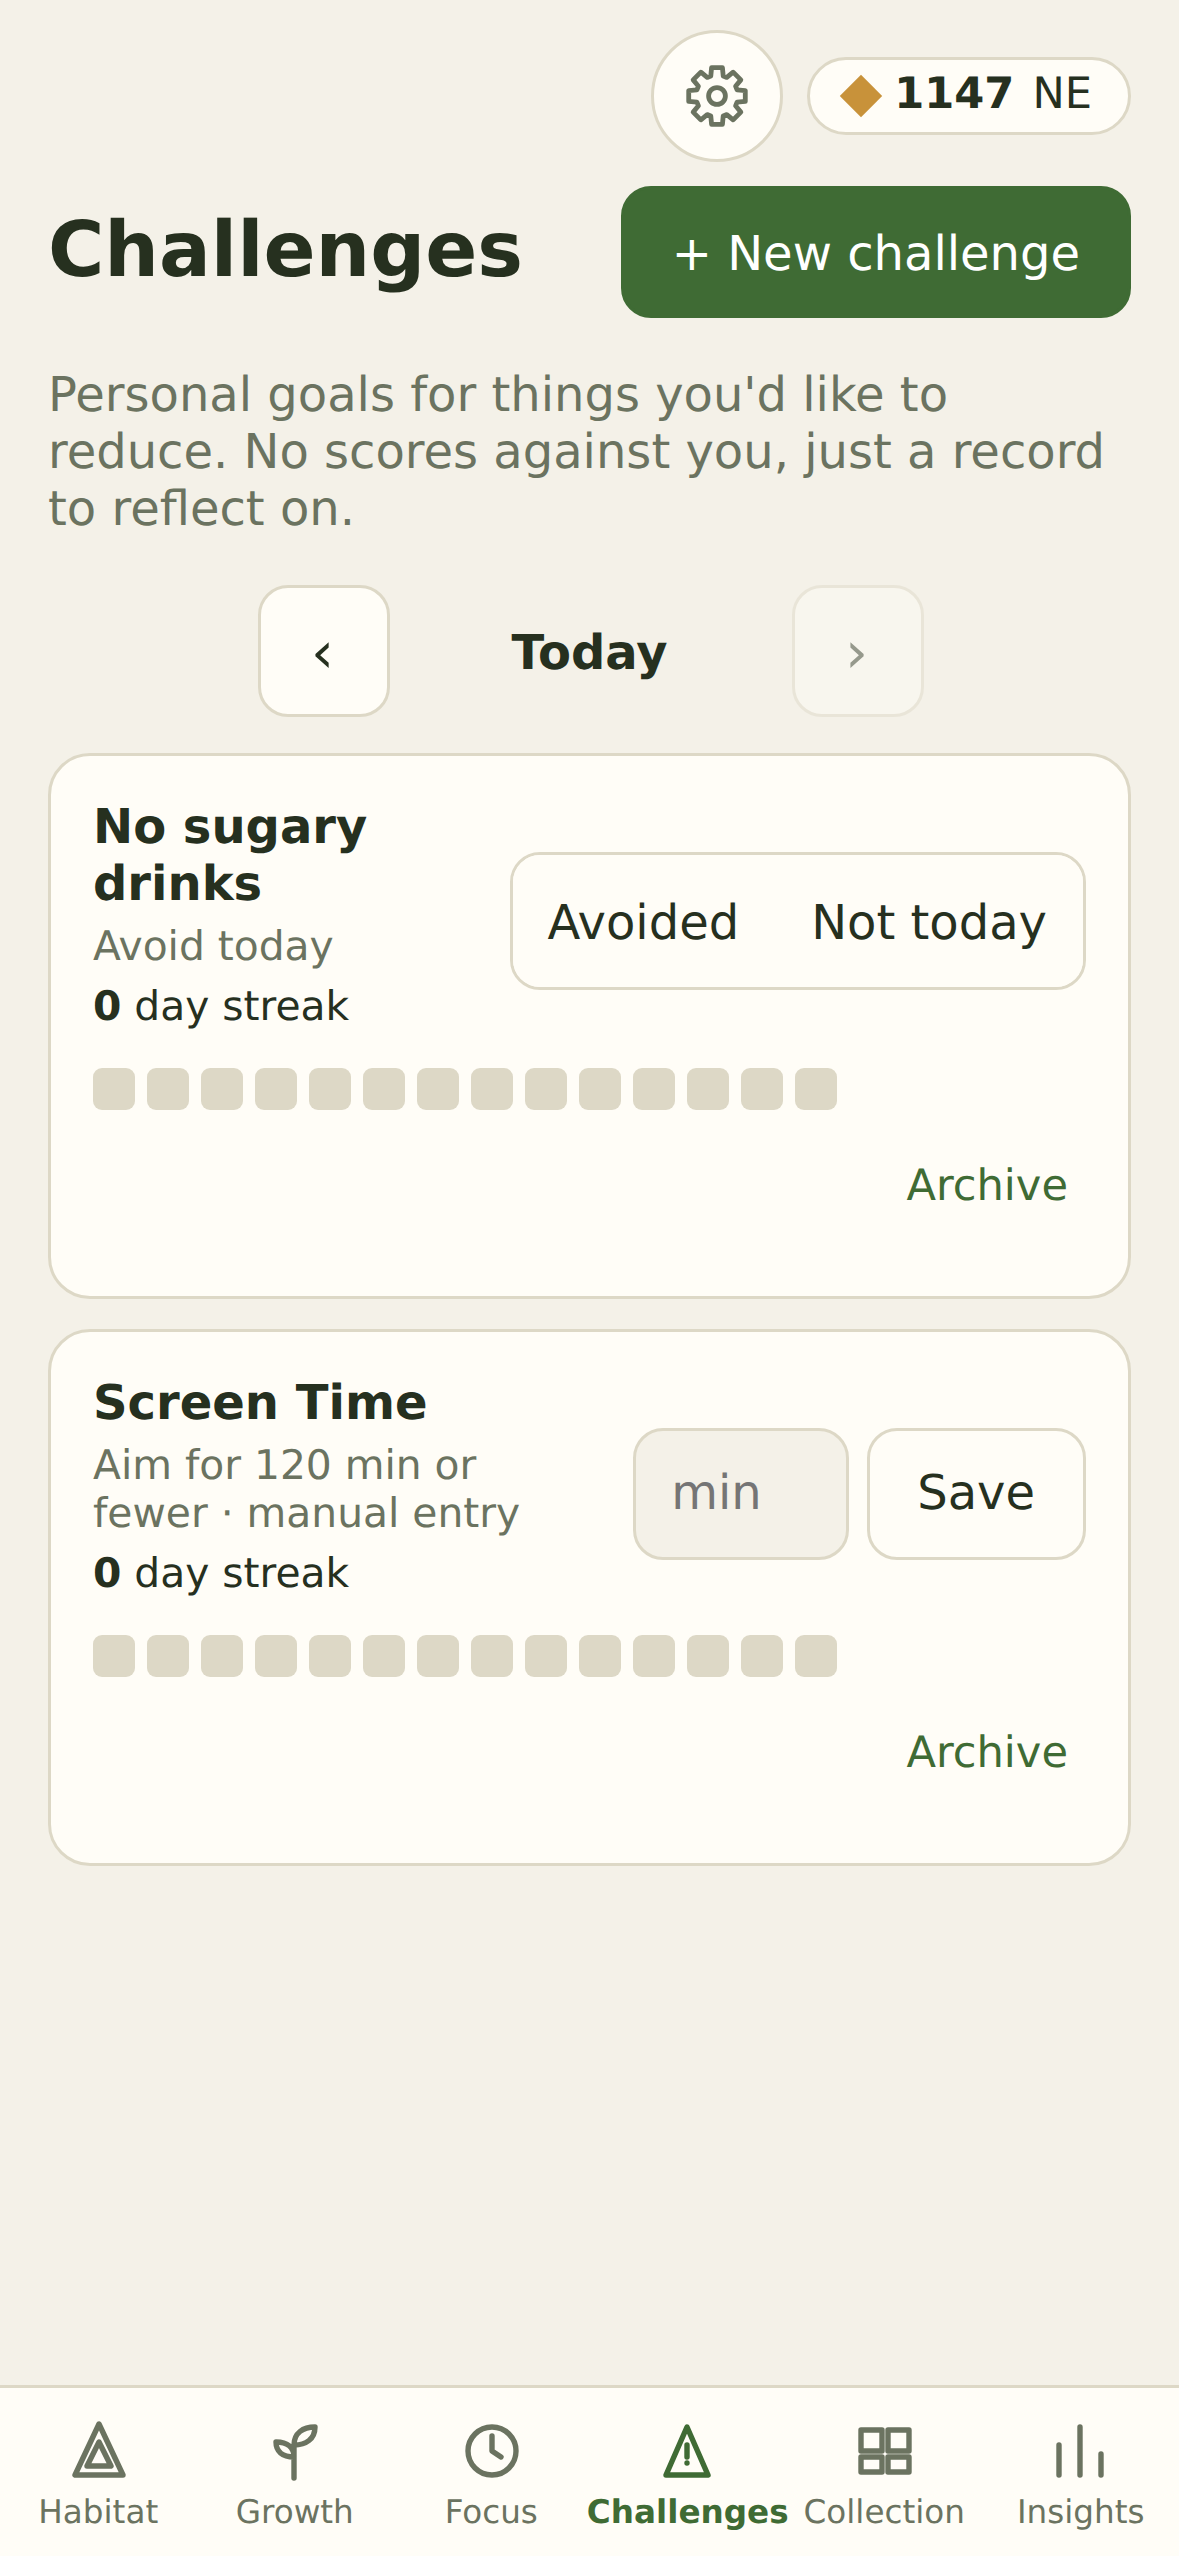 1147 NE
Challenges
+ New challenge
Personal goals for things you'd like to
reduce. No scores against you, just a record
to reflect on.
‹ Today ›
No sugary
drinks
Avoid today
0 day streak
Avoided Not today
Archive
Screen Time
Aim for 120 min or
fewer · manual entry
0 day streak
min Save
Archive
Habitat Growth Focus Challenges Collection Insights